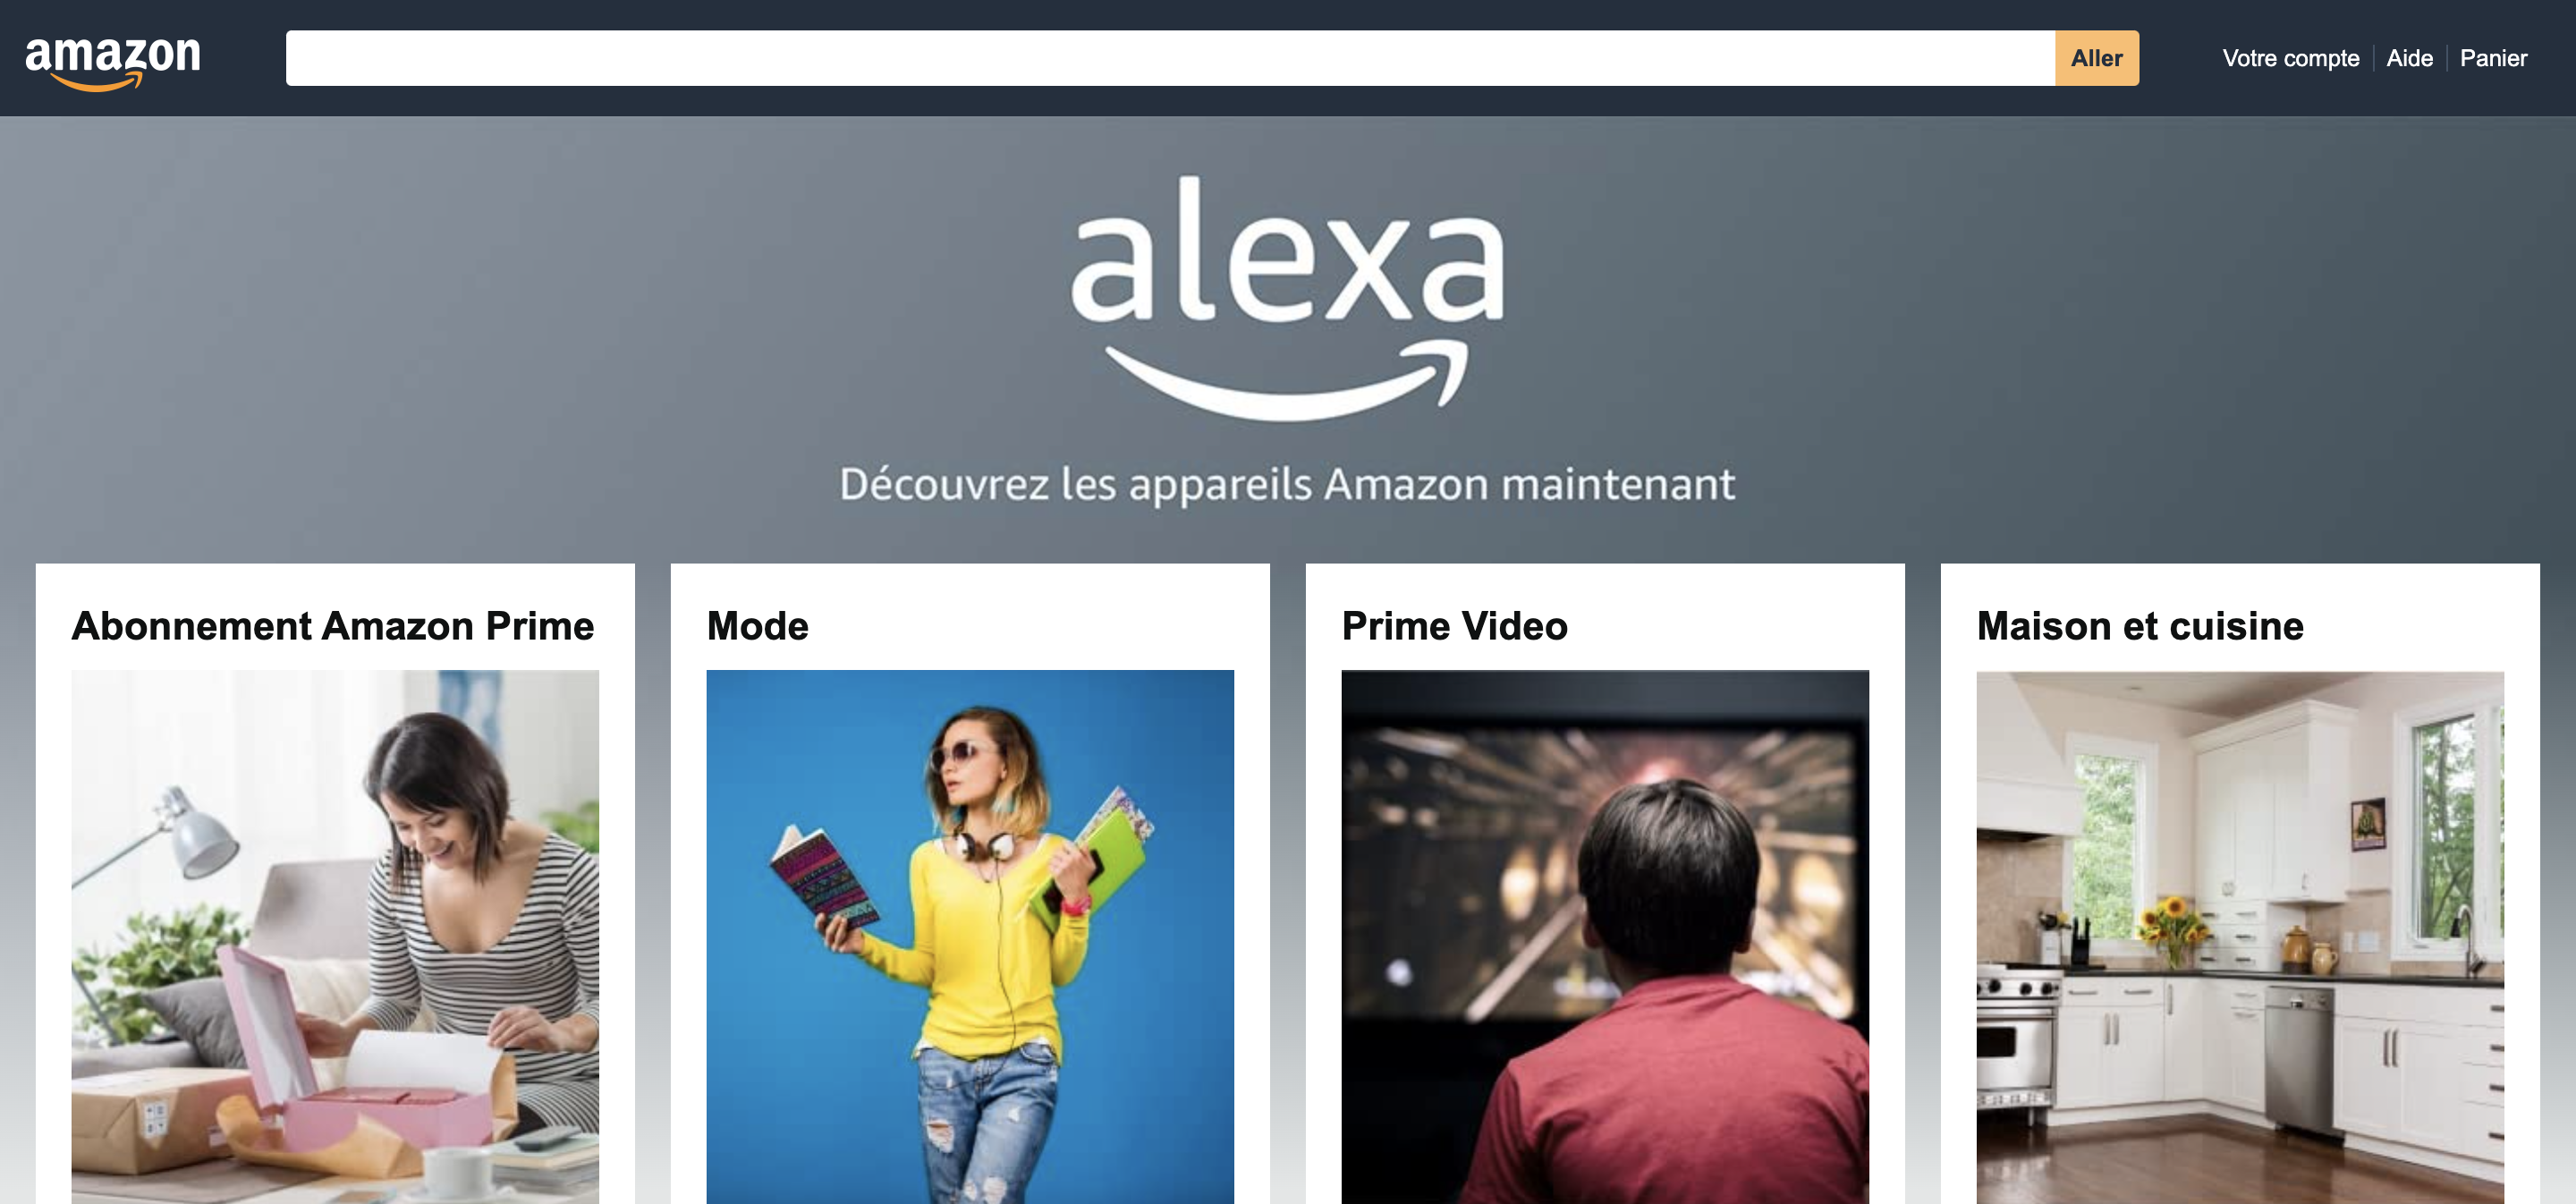 amazon
Aller
Votre compte
Aide
Panier
alexa
Découvrez les appareils Amazon maintenant
Abonnement Amazon Prime
Mode
Prime Video
Maison et cuisine